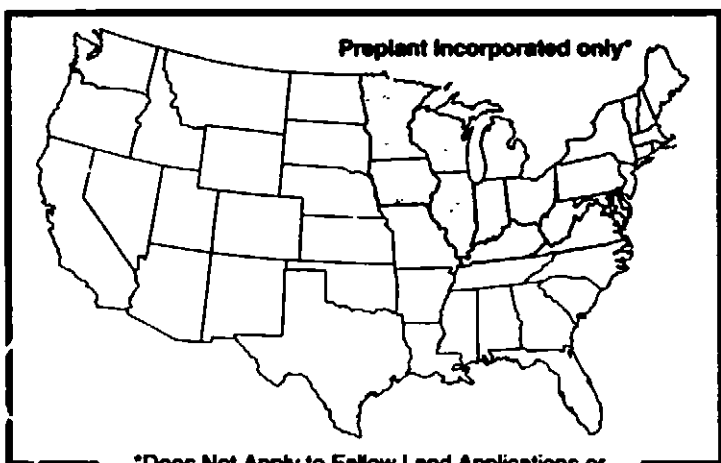 Preplant Incorporated only*
*Does Not Apply to Fallow Land Applications or